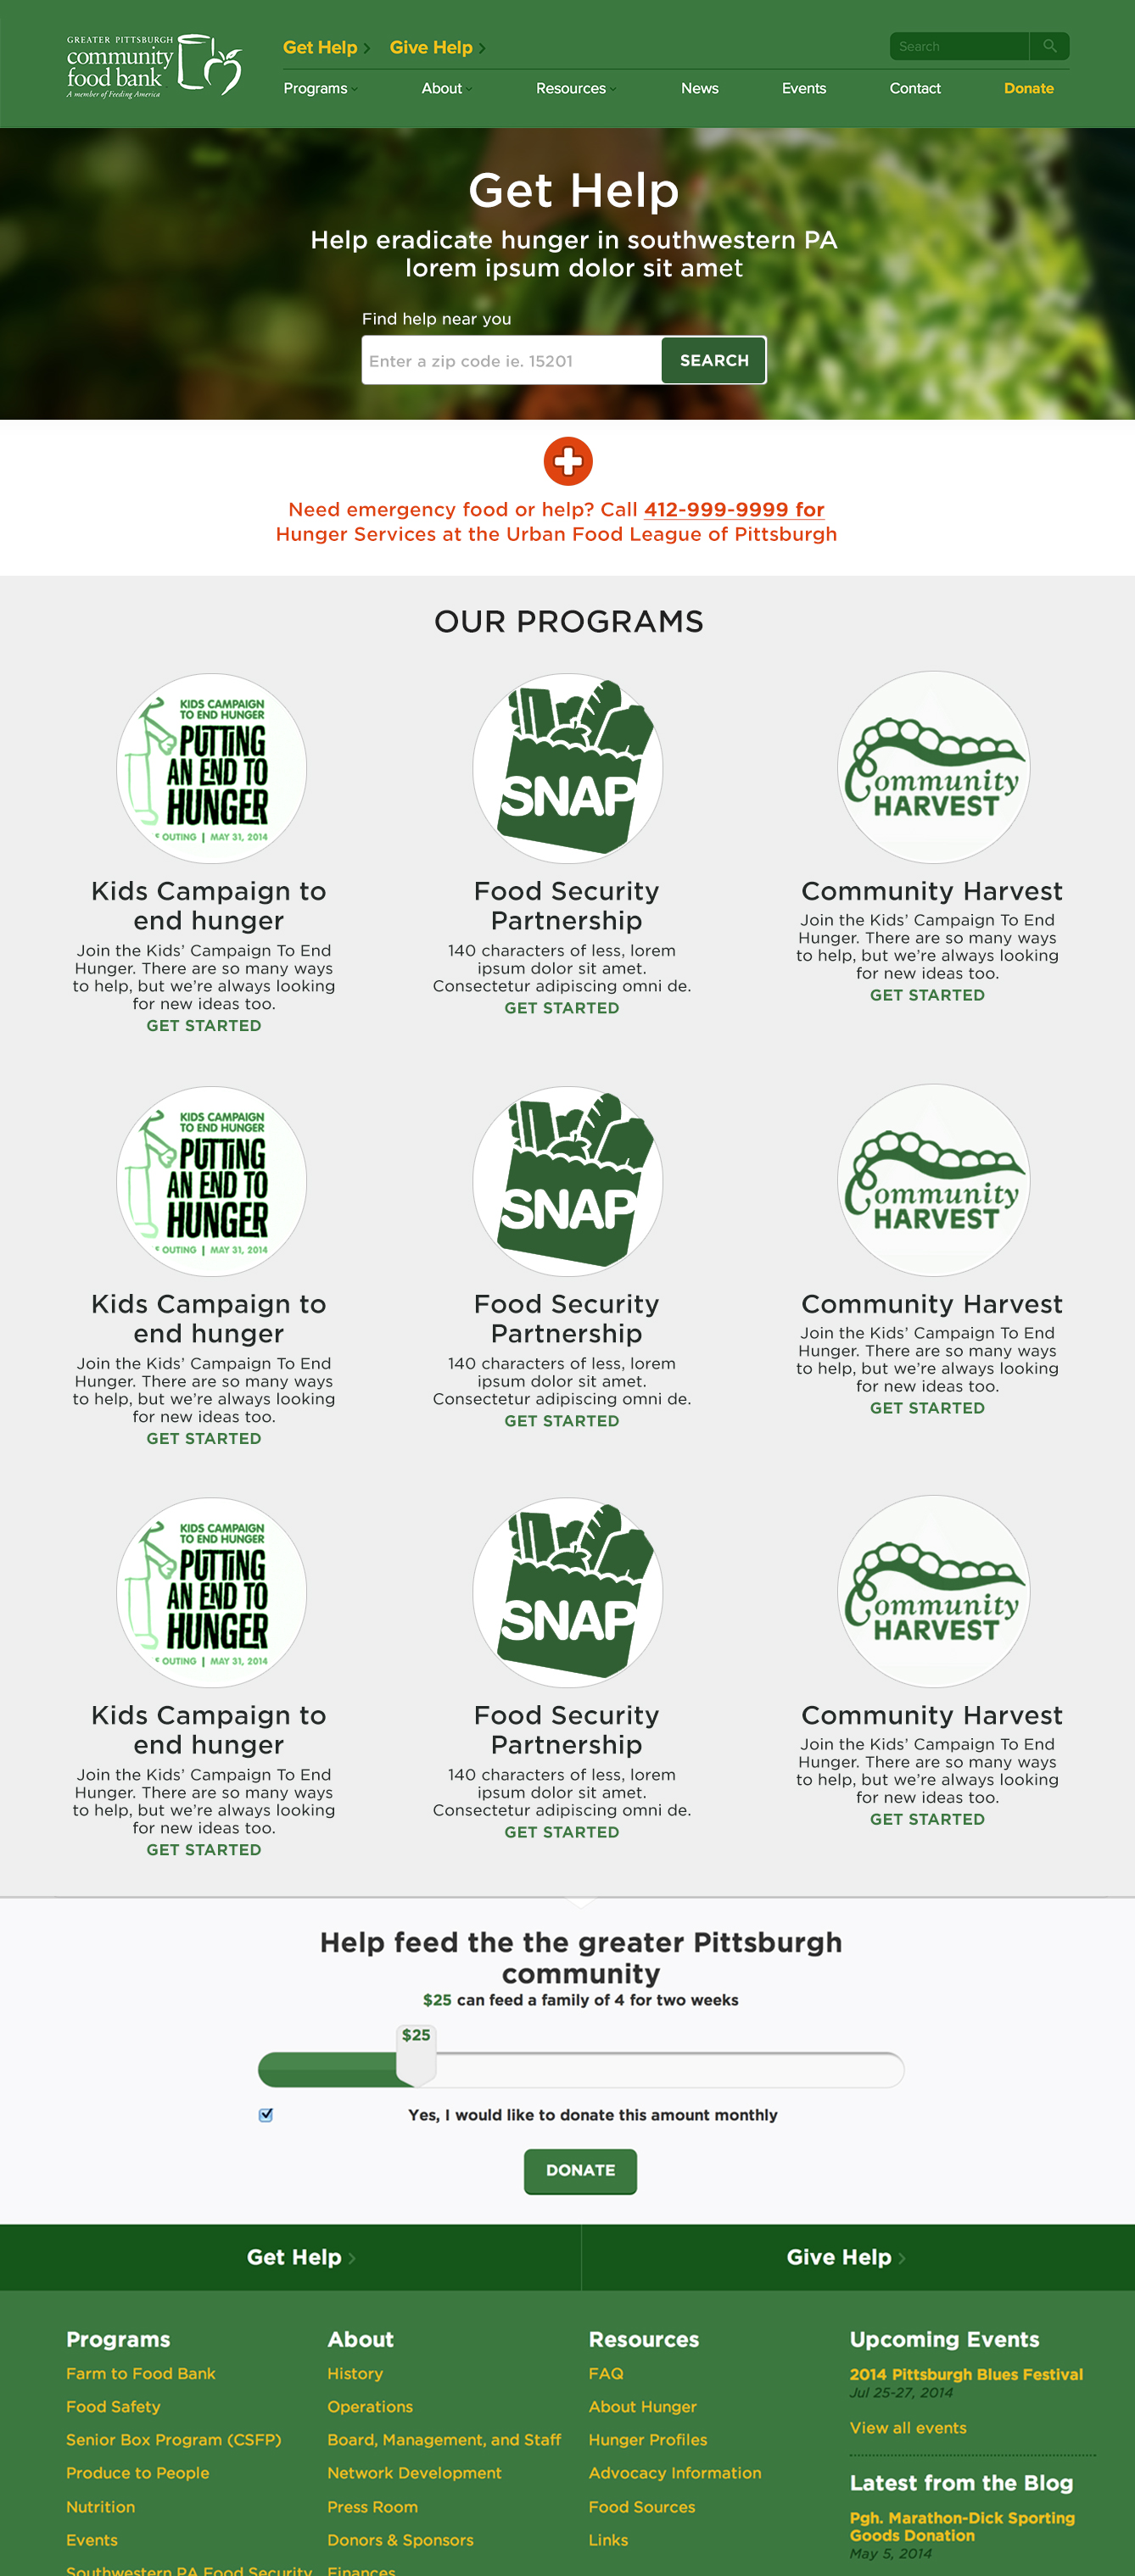 GREATER PITTSBURGH
community
food bank
A member of Feeding America
Get Help
Give Help
Search
Programs
About
Resources
News
Events
Contact
Donate
Get Help
Help eradicate hunger in southwestern PA
lorem ipsum dolor sit amet
Find help near you
Enter a zip code ie. 15201
SEARCH
Need emergency food or help? Call 412-999-9999 for
Hunger Services at the Urban Food League of Pittsburgh
OUR PROGRAMS
KIDS CAMPAIGN
TO END HUNGER
PUTTING
AN END TO
HUNGER
OUTING | MAY 31, 2014
Kids Campaign to
end hunger
Join the Kids' Campaign To End
Hunger. There are so many ways
to help, but we're always looking
for new ideas too.
GET STARTED
SNAP
Food Security
Partnership
140 characters of less, lorem
ipsum dolor sit amet.
Consectetur adipiscing omni de.
GET STARTED
Community
HARVEST
Community Harvest
Join the Kids' Campaign To End
Hunger. There are so many ways
to help, but we're always looking
for new ideas too.
GET STARTED
KIDS CAMPAIGN
TO END HUNGER
PUTTING
AN END TO
HUNGER
OUTING | MAY 31, 2014
Kids Campaign to
end hunger
Join the Kids' Campaign To End
Hunger. There are so many ways
to help, but we're always looking
for new ideas too.
GET STARTED
SNAP
Food Security
Partnership
140 characters of less, lorem
ipsum dolor sit amet.
Consectetur adipiscing omni de.
GET STARTED
Community
HARVEST
Community Harvest
Join the Kids' Campaign To End
Hunger. There are so many ways
to help, but we're always looking
for new ideas too.
GET STARTED
KIDS CAMPAIGN
TO END HUNGER
PUTTING
AN END TO
HUNGER
OUTING | MAY 31, 2014
Kids Campaign to
end hunger
Join the Kids' Campaign To End
Hunger. There are so many ways
to help, but we're always looking
for new ideas too.
GET STARTED
SNAP
Food Security
Partnership
140 characters of less, lorem
ipsum dolor sit amet.
Consectetur adipiscing omni de.
GET STARTED
Community
HARVEST
Community Harvest
Join the Kids' Campaign To End
Hunger. There are so many ways
to help, but we're always looking
for new ideas too.
GET STARTED
Help feed the the greater Pittsburgh
community
$25 can feed a family of 4 for two weeks
$25
Yes, I would like to donate this amount monthly
DONATE
Get Help
Give Help
Programs
Farm to Food Bank
Food Safety
Senior Box Program (CSFP)
Produce to People
Nutrition
Events
Southwestern PA Food Security
About
History
Operations
Board, Management, and Staff
Network Development
Press Room
Donors & Sponsors
Finances
Resources
FAQ
About Hunger
Hunger Profiles
Advocacy Information
Food Sources
Links
Upcoming Events
2014 Pittsburgh Blues Festival
Jul 25-27, 2014
View all events
Latest from the Blog
Pgh. Marathon-Dick Sporting
Goods Donation
May 5, 2014